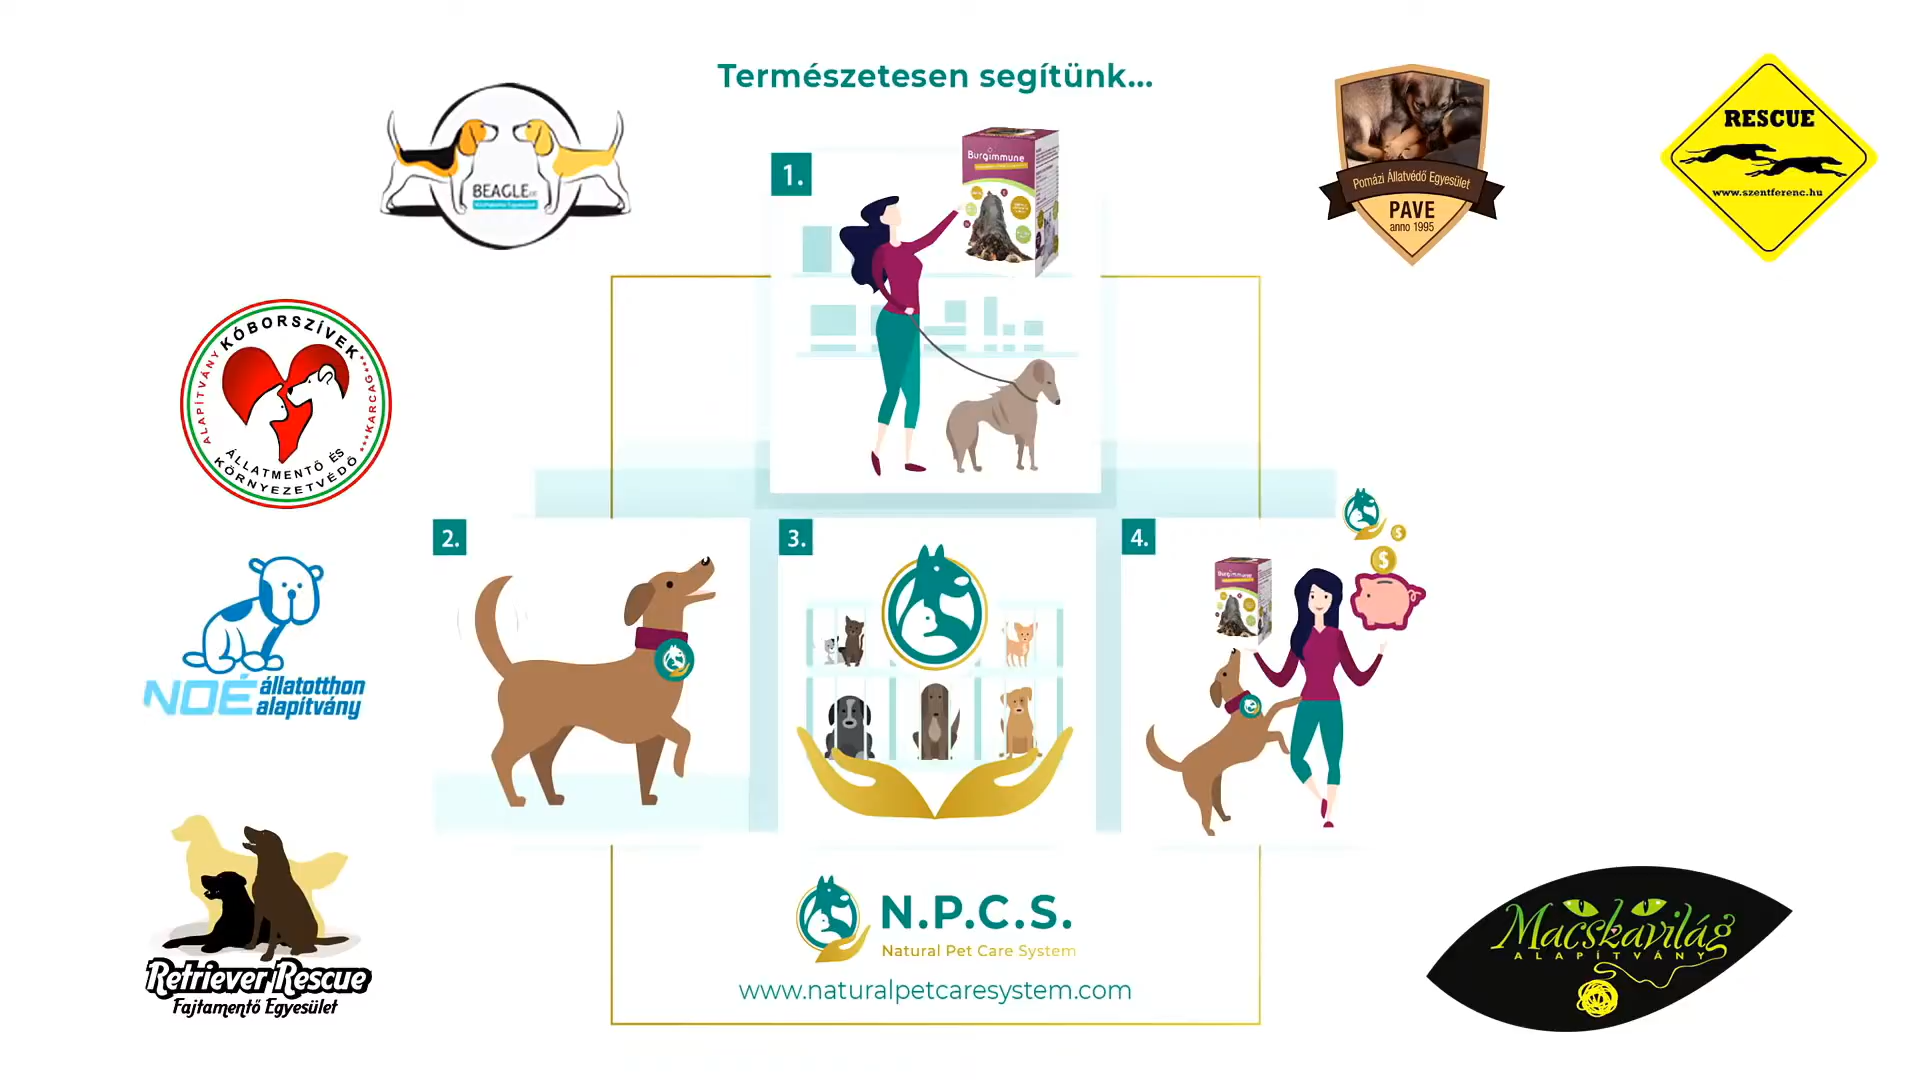 Természetesen segítünk...
BEAGLE
1.
Burgimmune
Pomázi Állatvédő Egyesület
PAVE
anno 1995
RESCUE
www.szentferenc.hu
KÓBORSZÍVEK
ALAPÍTVÁNY
KARCAG
ÁLLATMENTŐ ÉS
KÖRNYEZETVÉDŐ
2.
3.
4.
$
$
Burgimmune
NOÉ állatotthon
alapítvány
Retriever Rescue
Fajtamentő Egyesület
N.P.C.S.
Natural Pet Care System
www.naturalpetcaresystem.com
Macskavilág
ALAPÍTVÁNY